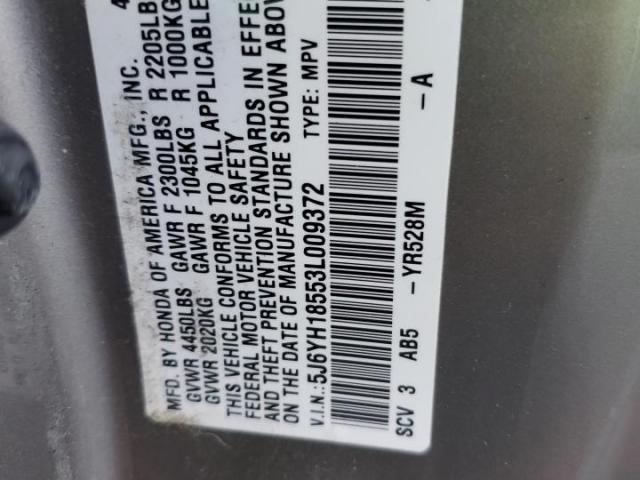 4
MFD. BY HONDA OF AMERICA MFG., INC.
GVWR 4450LBS GAWR F 2300LBS R 2205LB
GVWR 2020KG GAWR F 1045KG R 1000KG
THIS VEHICLE CONFORMS TO ALL APPLICABLE
FEDERAL MOTOR VEHICLE SAFETY
AND THEFT PREVENTION STANDARDS IN EFFE
ON THE DATE OF MANUFACTURE SHOWN ABOV
V.I.N.:5J6YH18553L009372 TYPE: MPV
SCV 3 AB5 - YR528M - A